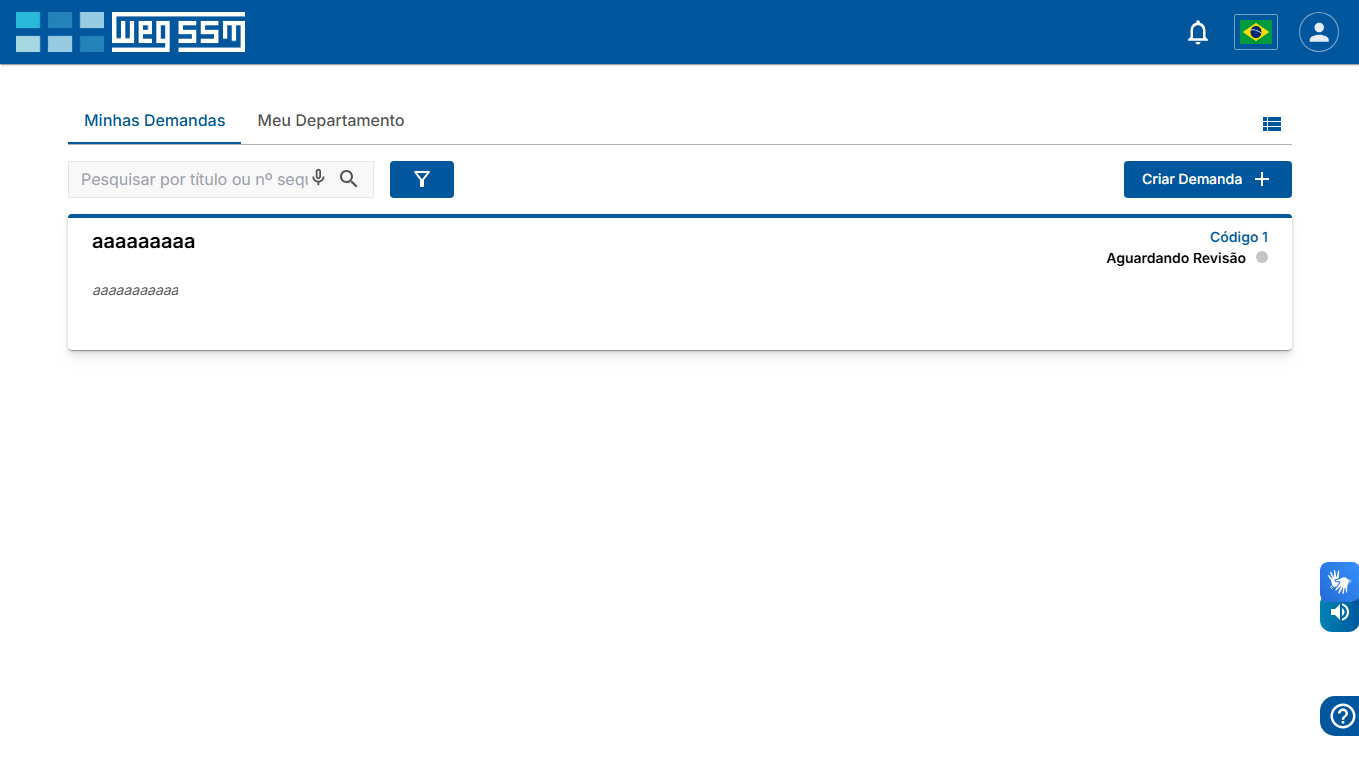 weg ssm
Minhas Demandas Meu Departamento
Pesquisar por título ou nº sequ
Criar Demanda
aaaaaaaaa
Código 1
Aguardando Revisão
aaaaaaaaaaa